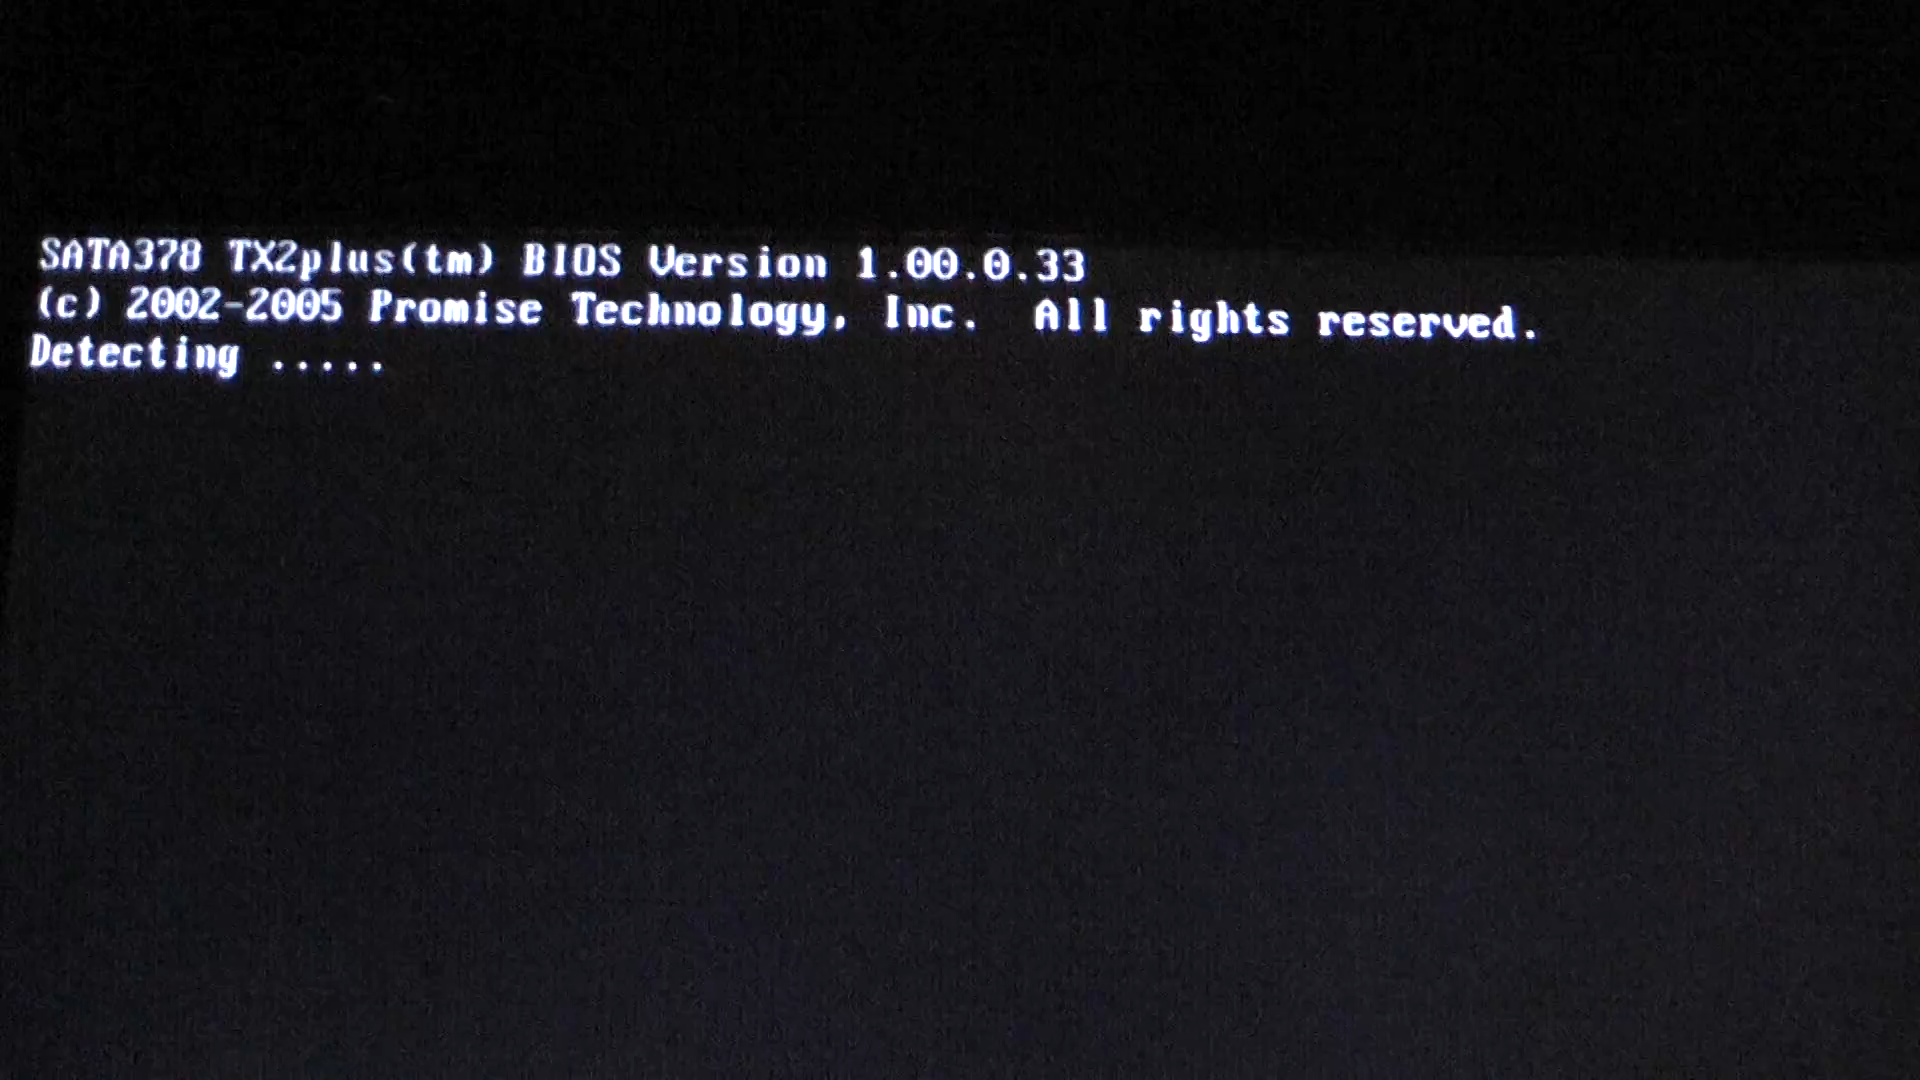 SATA378 TX2plus(tm) BIOS Version 1.00.0.33
(c) 2002-2005 Promise Technology, Inc.  All rights reserved.
Detecting .....